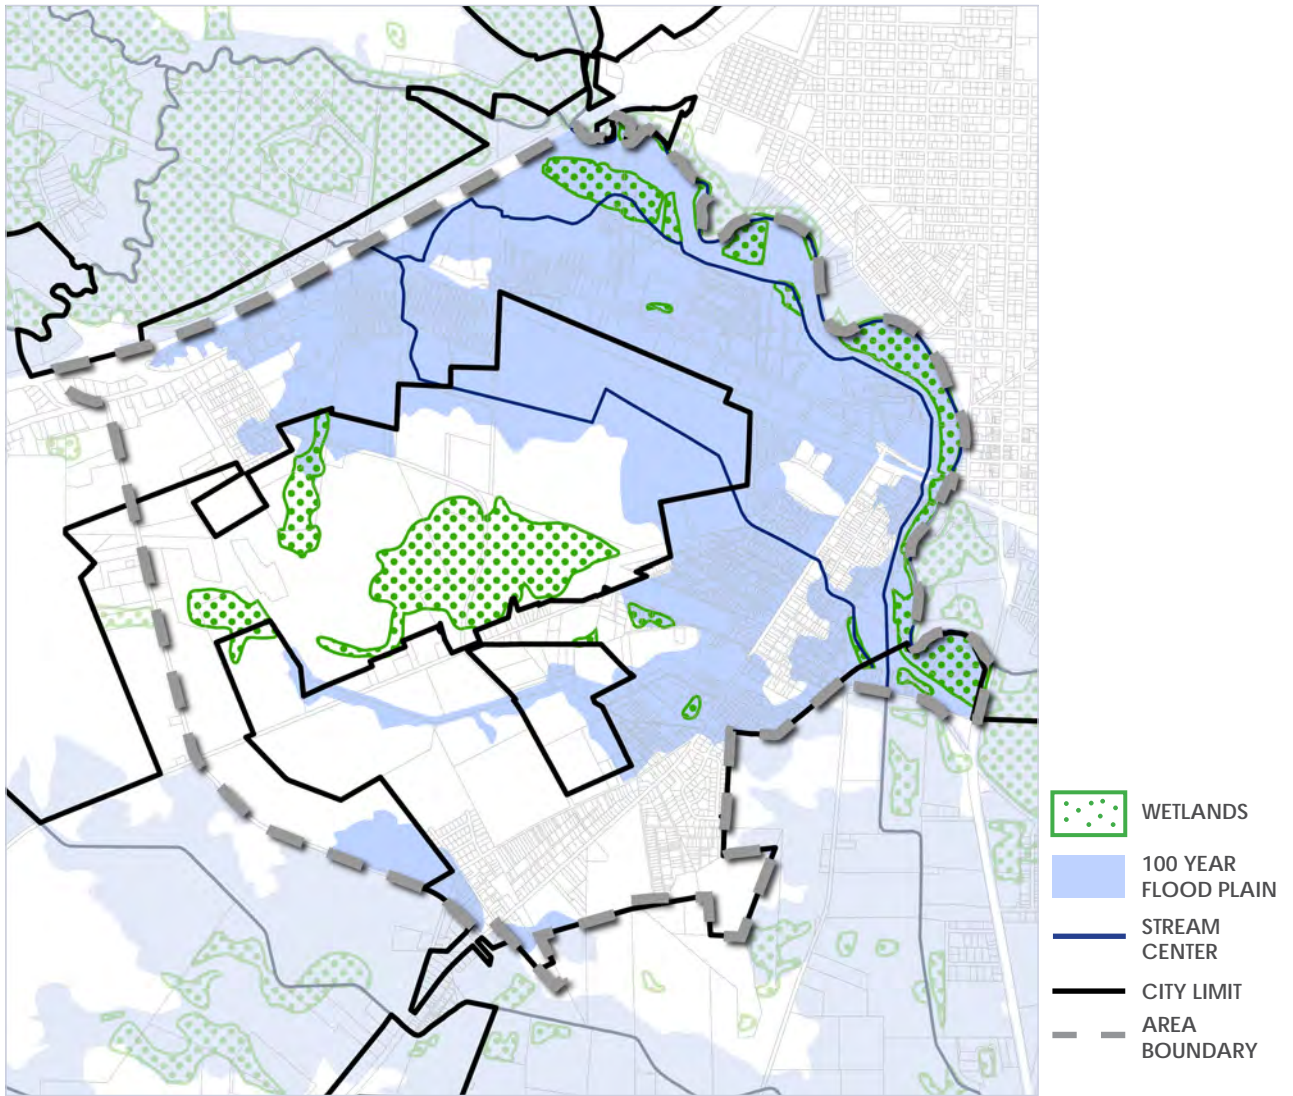 WETLANDS
100 YEAR
FLOOD PLAIN
STREAM
CENTER
CITY LIMIT
AREA
BOUNDARY